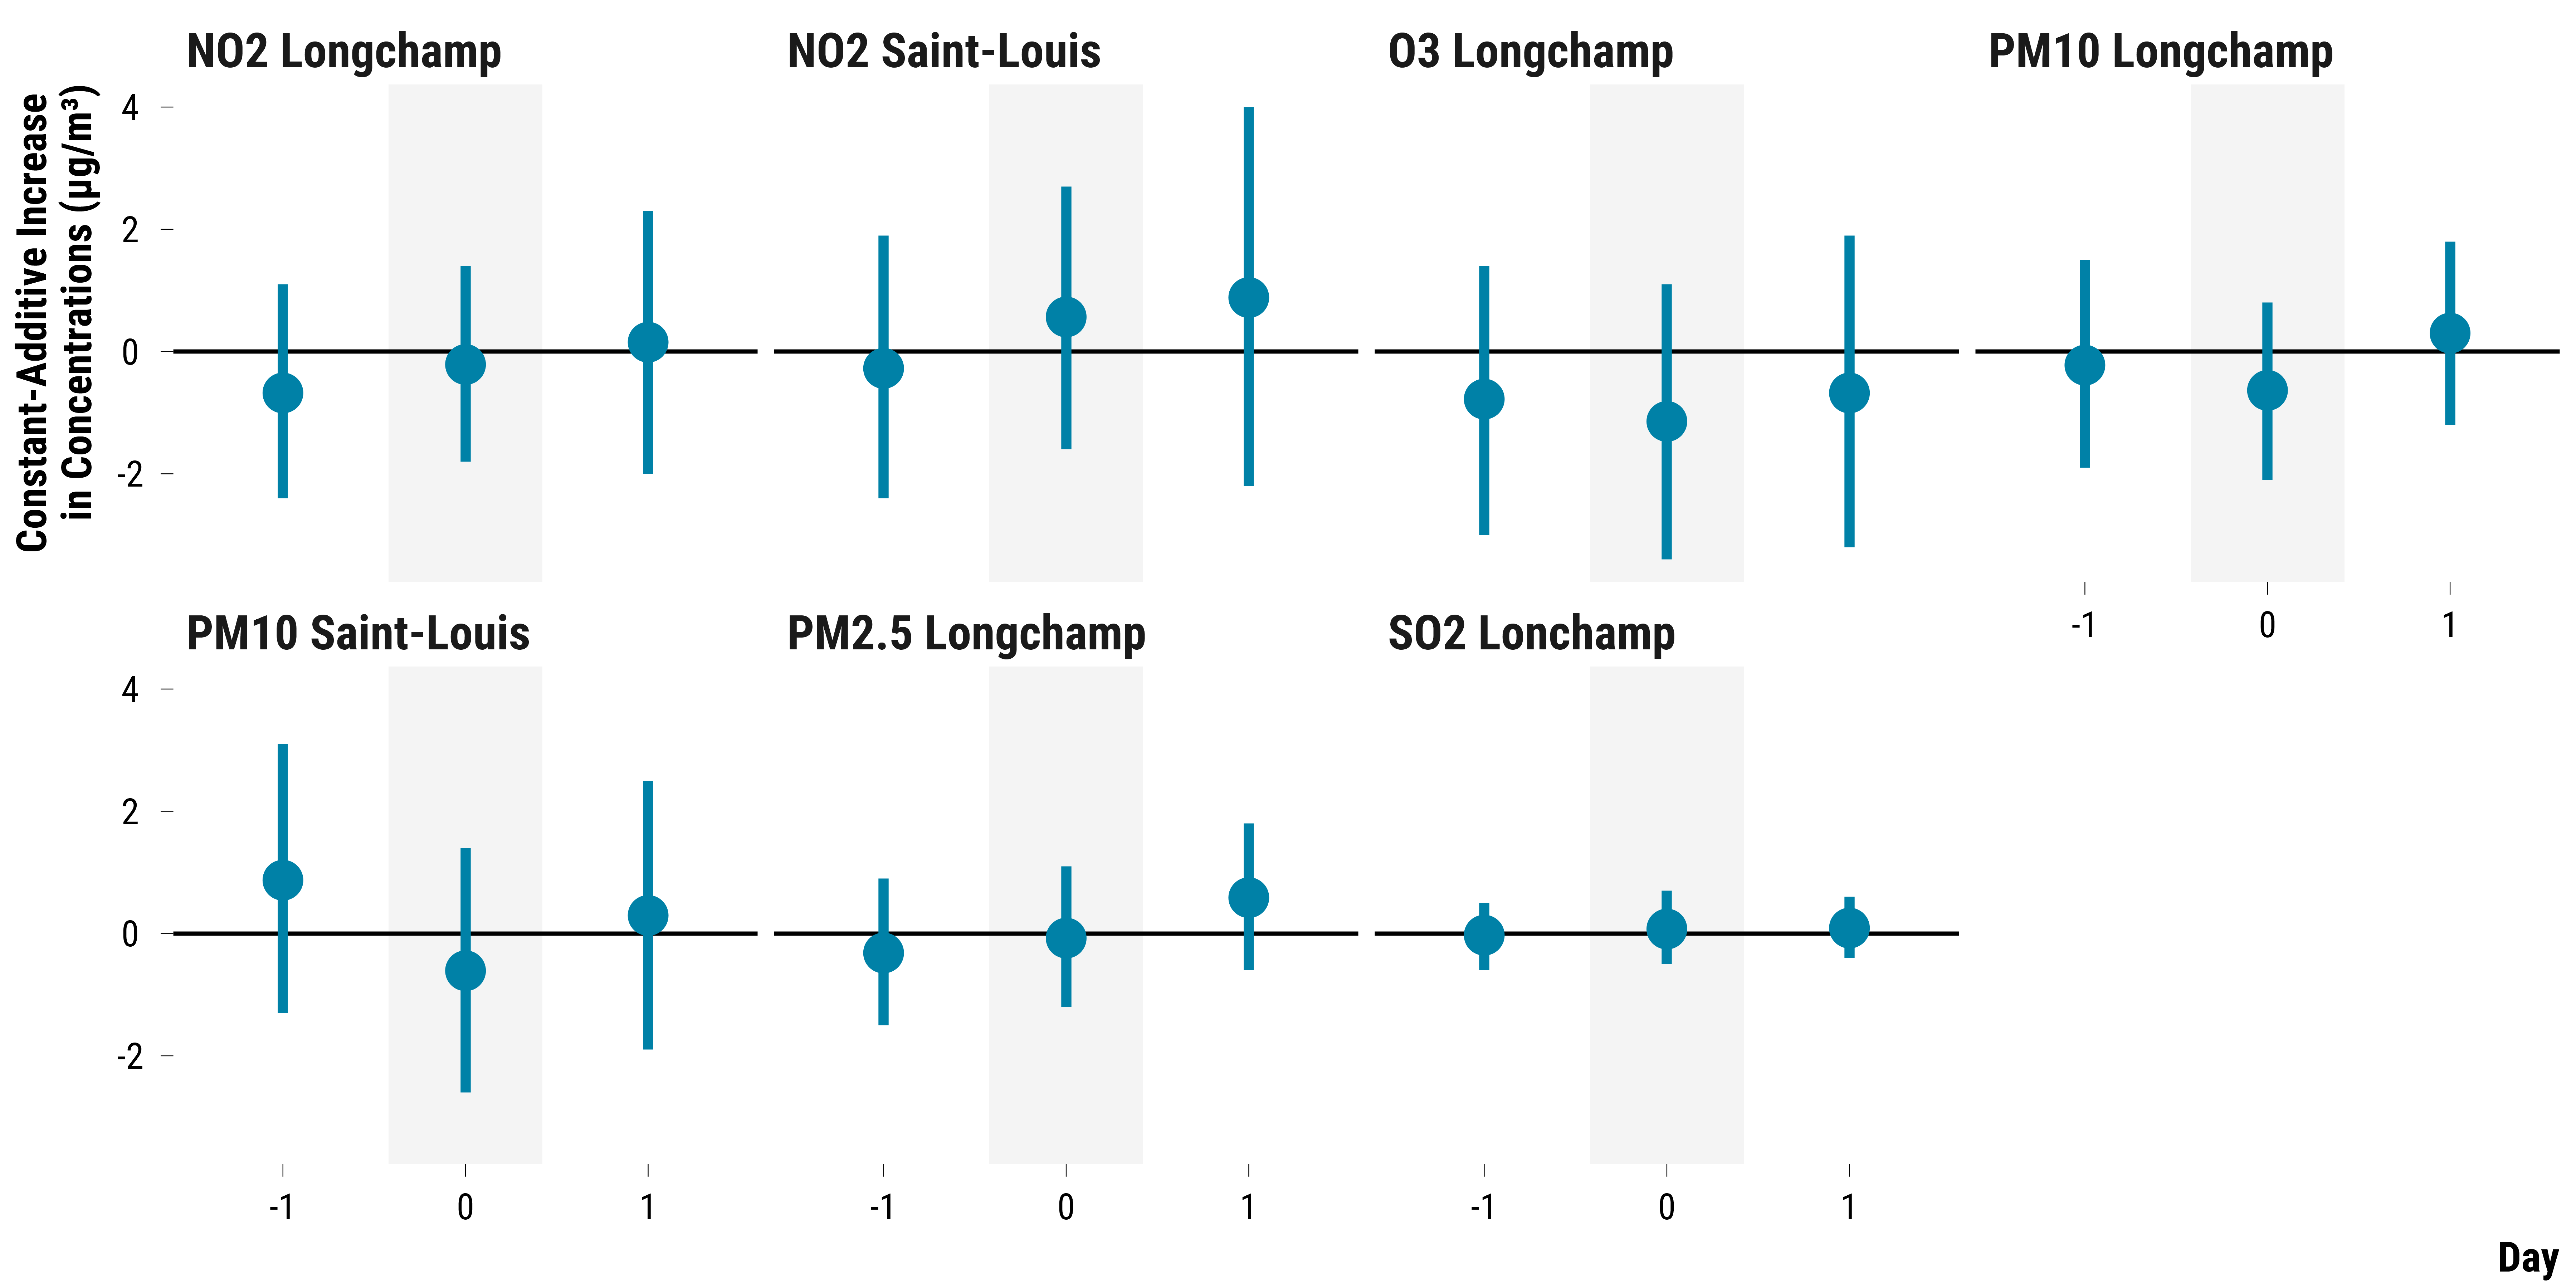 NO2 Longchamp
NO2 Saint-Louis
O3 Longchamp
PM10 Longchamp
Constant-Additive Increase
in Concentrations (µg/m³)
4
2
0
-2
-1
0
1
PM10 Saint-Louis
PM2.5 Longchamp
SO2 Lonchamp
4
2
0
-2
-1
0
1
-1
0
1
-1
0
1
Day